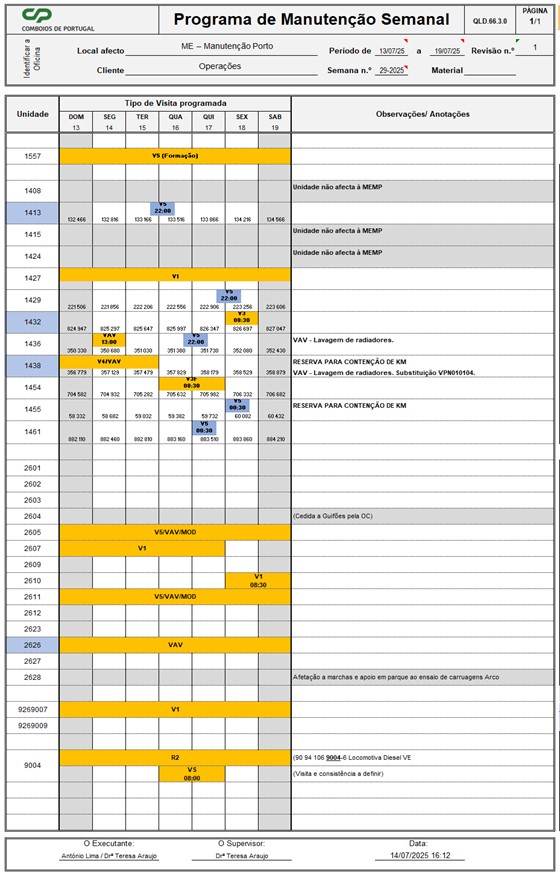 CP
COMBOIOS DE PORTUGAL
Programa de Manutenção Semanal
QLD.66.3.0
PÁGINA
1/1
Identificar a Oficina
Local afecto ME – Manutenção Porto
Período de 13/07/25 a 19/07/25 Revisão n.º 1
Cliente Operações
Semana n.º 29-2025 Material
Unidade
Tipo de Visita programada
Observações/ Anotações
DOM SEG TER QUA QUI SEX SAB
13 14 15 16 17 18 19
1557 V5 (Formação)
1408 Unidade não afecta à MEMP
1413 V5 22:00
132 466 132 816 133 166 133 516 133 866 134 216 134 566
1415 Unidade não afecta à MEMP
1424 Unidade não afecta à MEMP
1427 V1
1429 V5 22:00
221 506 221 856 222 206 222 556 222 906 223 256 223 606
1432 V3 08:30
824 947 825 297 825 647 825 997 826 347 826 697 827 047
1436 VAV 13:00 V5 22:00 VAV - Lavagem de radiadores.
350 330 350 680 351 030 351 380 351 730 352 080 352 430
1438 V4/VAV RESERVA PARA CONTENÇÃO DE KM
VAV - Lavagem de radiadores. Substituição VPN010104.
356 779 357 129 357 479 357 829 358 179 358 529 358 879
1454 08:30
704 582 704 932 705 282 705 632 705 982 706 332 706 682
1455 V5 08:30 RESERVA PARA CONTENÇÃO DE KM
58 332 58 682 59 032 59 382 59 732 60 082 60 432
1461 V5 08:30
882 110 882 460 882 810 883 160 883 510 883 860 884 210
2601
2602
2603
2604 (Cedida a Guifões pela OC)
2605 V5/VAV/MOD
2607 V1
2609
2610 V1 08:30
2611 V5/VAV/MOD
2612
2623
2626 VAV
2627
2628 Afetação a marchas e apoio em parque ao ensaio de carruagens Arco
9269007 V1
9269009
9004 R2 (90 94 106 9004-6 Locomotiva Diesel VE
V5 08:00 (Visita e consistência a definir)
O Executante: O Supervisor: Data:
António Lima / Drª Teresa Araujo Drª Teresa Araujo 14/07/2025 16:12